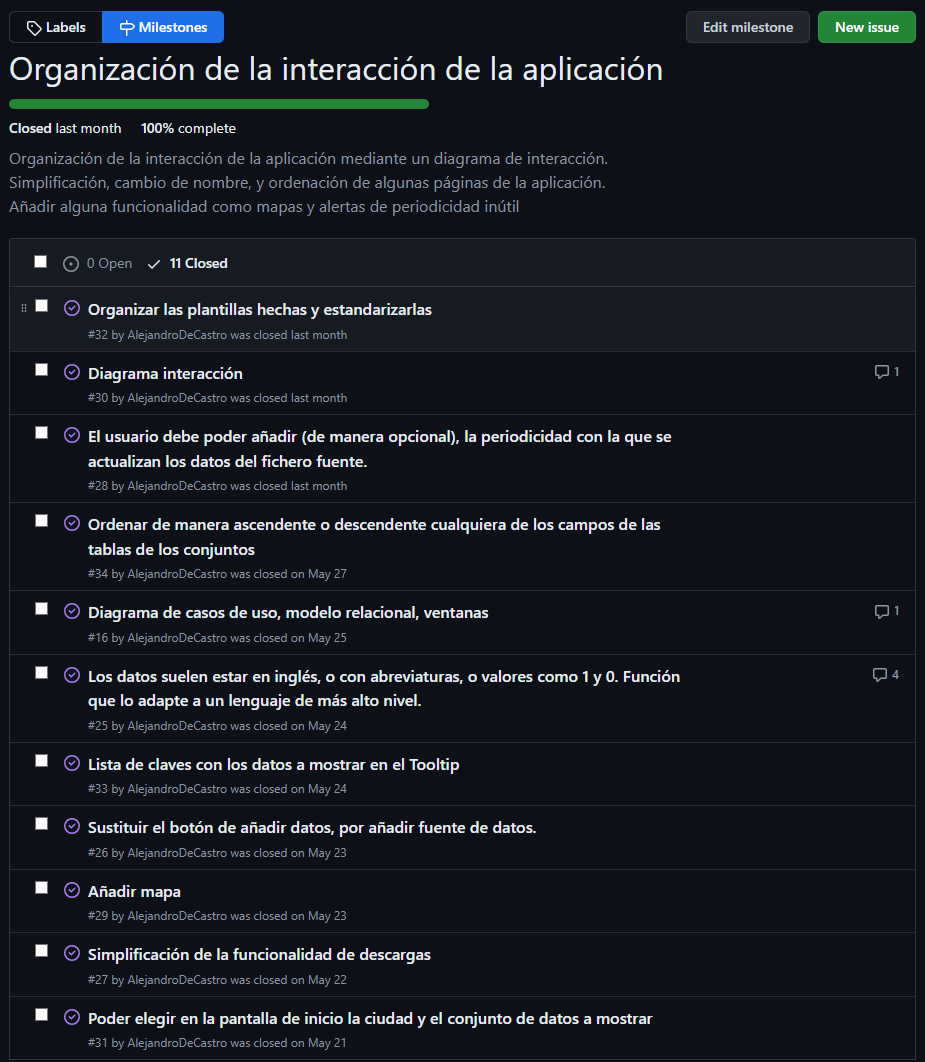 Labels
Milestones
Edit milestone
New issue
Organización de la interacción de la aplicación
Closed last month 100% complete
Organización de la interacción de la aplicación mediante un diagrama de interacción.
Simplificación, cambio de nombre, y ordenación de algunas páginas de la aplicación.
Añadir alguna funcionalidad como mapas y alertas de periodicidad inútil
0 Open 11 Closed
Organizar las plantillas hechas y estandarizarlas
#32 by AlejandroDeCastro was closed last month
Diagrama interacción
1
#30 by AlejandroDeCastro was closed last month
El usuario debe poder añadir (de manera opcional), la periodicidad con la que se
actualizan los datos del fichero fuente.
#28 by AlejandroDeCastro was closed last month
Ordenar de manera ascendente o descendente cualquiera de los campos de las
tablas de los conjuntos
#34 by AlejandroDeCastro was closed on May 27
Diagrama de casos de uso, modelo relacional, ventanas
1
#16 by AlejandroDeCastro was closed on May 25
Los datos suelen estar en inglés, o con abreviaturas, o valores como 1 y 0. Función
4
que lo adapte a un lenguaje de más alto nivel.
#25 by AlejandroDeCastro was closed on May 24
Lista de claves con los datos a mostrar en el Tooltip
#33 by AlejandroDeCastro was closed on May 24
Sustituir el botón de añadir datos, por añadir fuente de datos.
#26 by AlejandroDeCastro was closed on May 23
Añadir mapa
#29 by AlejandroDeCastro was closed on May 23
Simplificación de la funcionalidad de descargas
#27 by AlejandroDeCastro was closed on May 22
Poder elegir en la pantalla de inicio la ciudad y el conjunto de datos a mostrar
#31 by AlejandroDeCastro was closed on May 21